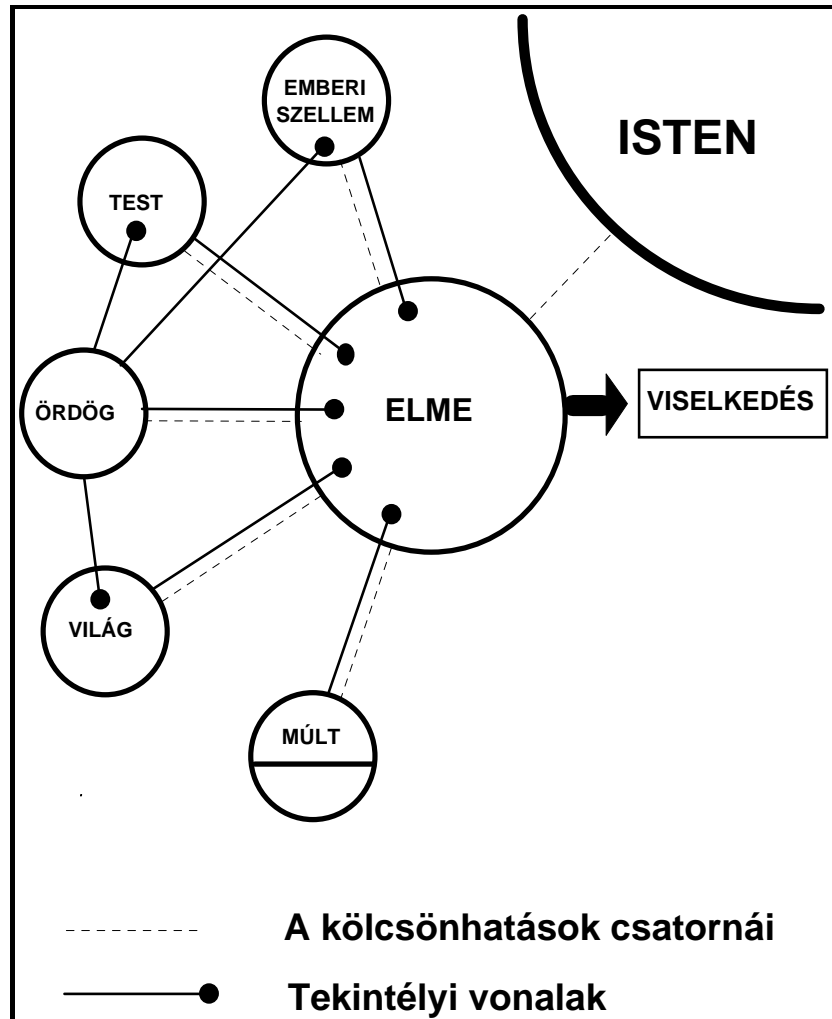 EMBERI
SZELLEM
ISTEN
TEST
ÖRDÖG
ELME
VISELKEDÉS
VILÁG
MÚLT
A kölcsönhatások csatornái
Tekintélyi vonalak